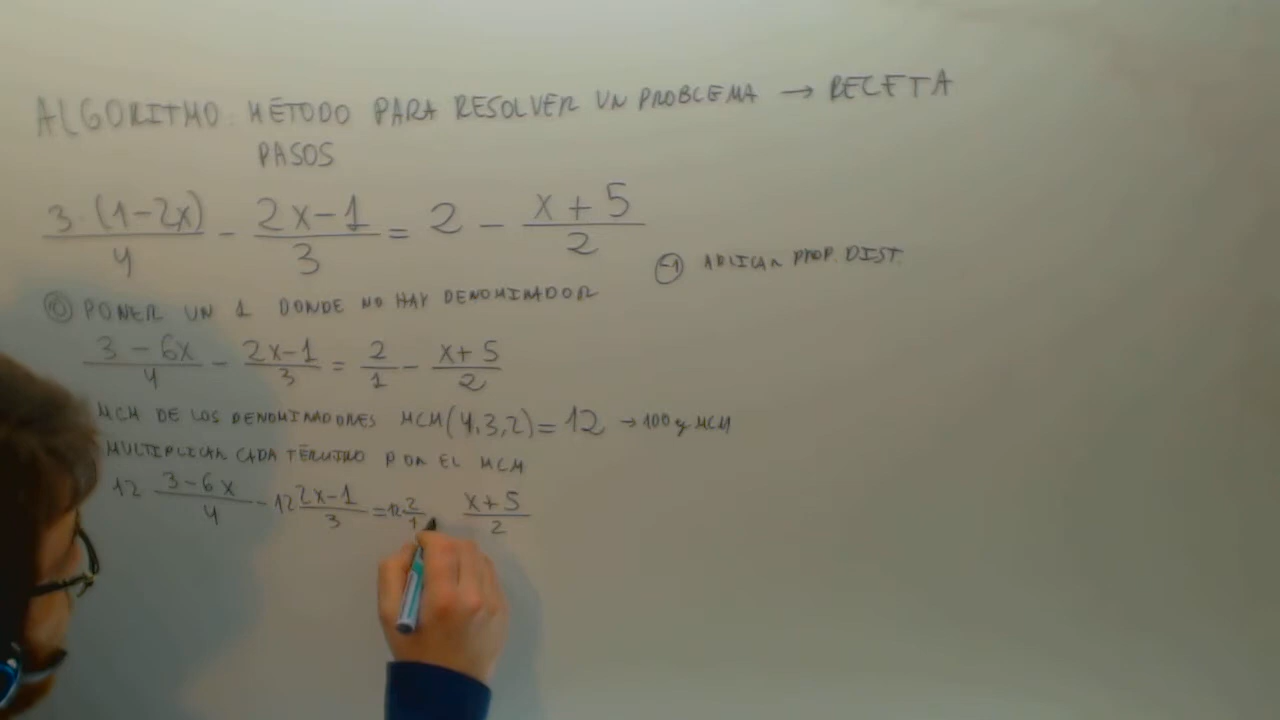 ALGORITMO: MÉTODO PARA RESOLVER UN PROBLEMA → RECETA
PASOS
3·(1-2x)/4 - 2x-1/3 = 2 - x+5/2
(-1) APLICAR PROP. DIST.
(0) PONER UN 1 DONDE NO HAY DENOMINADOR
3-6x/4 - 2x-1/3 = 2/1 - x+5/2
MCM DE LOS DENOMINADORES MCM(4,3,2)=12 → 100 g MCM
MULTIPLICAR CADA TÉRMINO POR EL MCM
12 3-6x/4 - 12 2x-1/3 = 12 2/1 x+5/2